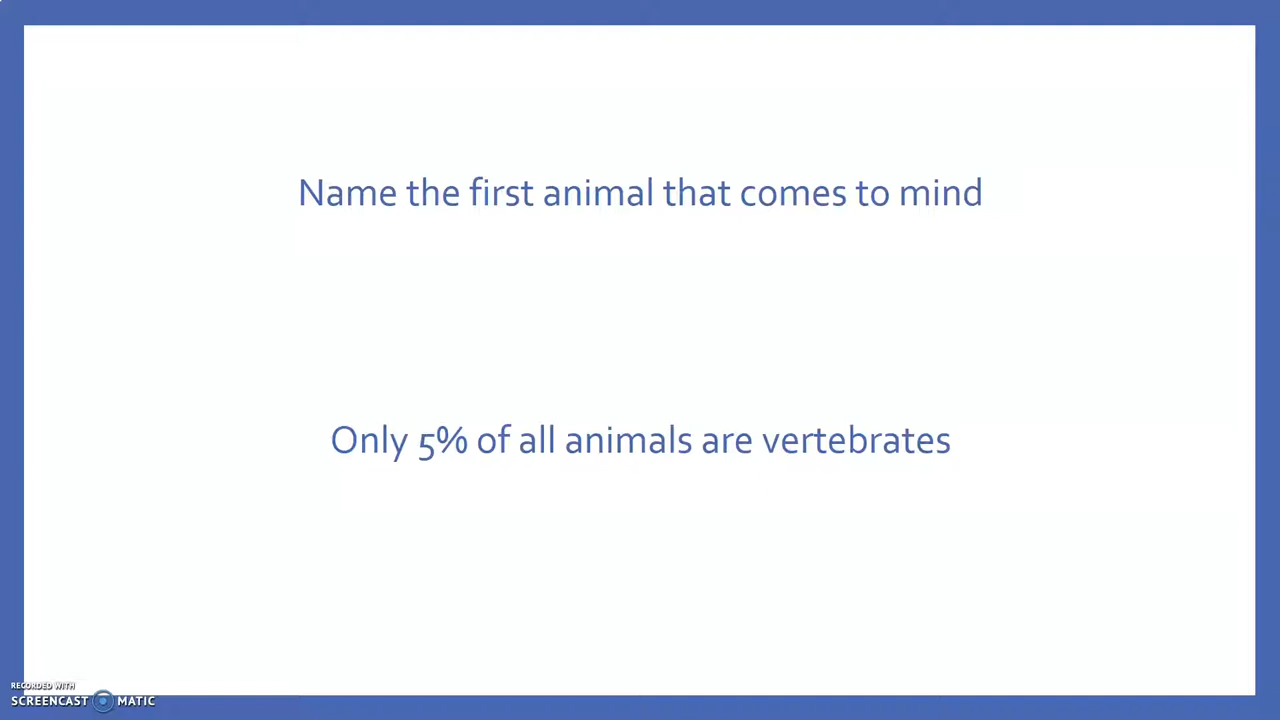 Name the first animal that comes to mind
Only 5% of all animals are vertebrates
RECORDED WITH
SCREENCAST MATIC